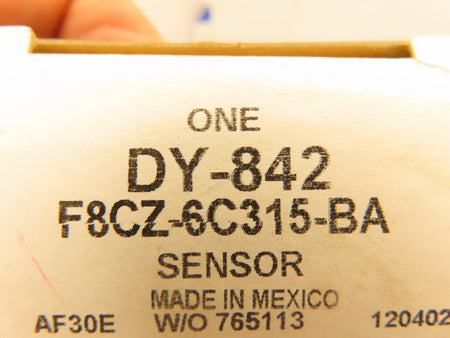 ONE
DY-842
F8CZ-6C315-BA
SENSOR
MADE IN MEXICO
AF30E W/O 765113 120402